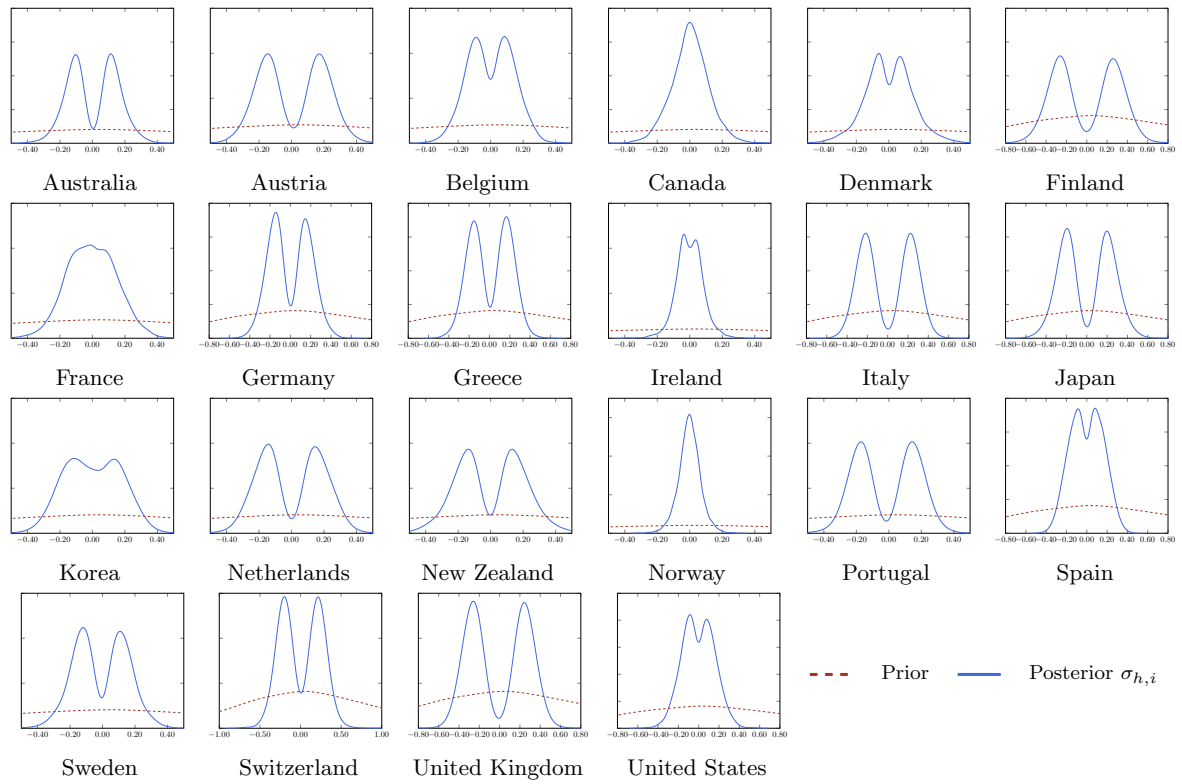 −0.40 −0.20 0.00 0.20 0.40
−0.40 −0.20 0.00 0.20 0.40
−0.40 −0.20 0.00 0.20 0.40
−0.40 −0.20 0.00 0.20 0.40
−0.40 −0.20 0.00 0.20 0.40
−0.80 −0.60 −0.40 −0.20 0.00 0.20 0.40 0.60 0.80
Australia Austria Belgium Canada Denmark Finland
−0.40 −0.20 0.00 0.20 0.40
−0.80 −0.60 −0.40 −0.20 0.00 0.20 0.40 0.60 0.80
−0.80 −0.60 −0.40 −0.20 0.00 0.20 0.40 0.60 0.80
−0.40 −0.20 0.00 0.20 0.40
−0.80 −0.60 −0.40 −0.20 0.00 0.20 0.40 0.60 0.80
−0.80 −0.60 −0.40 −0.20 0.00 0.20 0.40 0.60 0.80
France Germany Greece Ireland Italy Japan
−0.40 −0.20 0.00 0.20 0.40
−0.40 −0.20 0.00 0.20 0.40
−0.40 −0.20 0.00 0.20 0.40
−0.40 −0.20 0.00 0.20 0.40
−0.40 −0.20 0.00 0.20 0.40
−0.80 −0.60 −0.40 −0.20 0.00 0.20 0.40 0.60 0.80
Korea Netherlands New Zealand Norway Portugal Spain
−0.40 −0.20 0.00 0.20 0.40
−1.00 −0.50 0.00 0.50 1.00
−0.80 −0.60 −0.40 −0.20 0.00 0.20 0.40 0.60 0.80
−0.80 −0.60 −0.40 −0.20 0.00 0.20 0.40 0.60 0.80
Prior Posterior σh,i
Sweden Switzerland United Kingdom United States